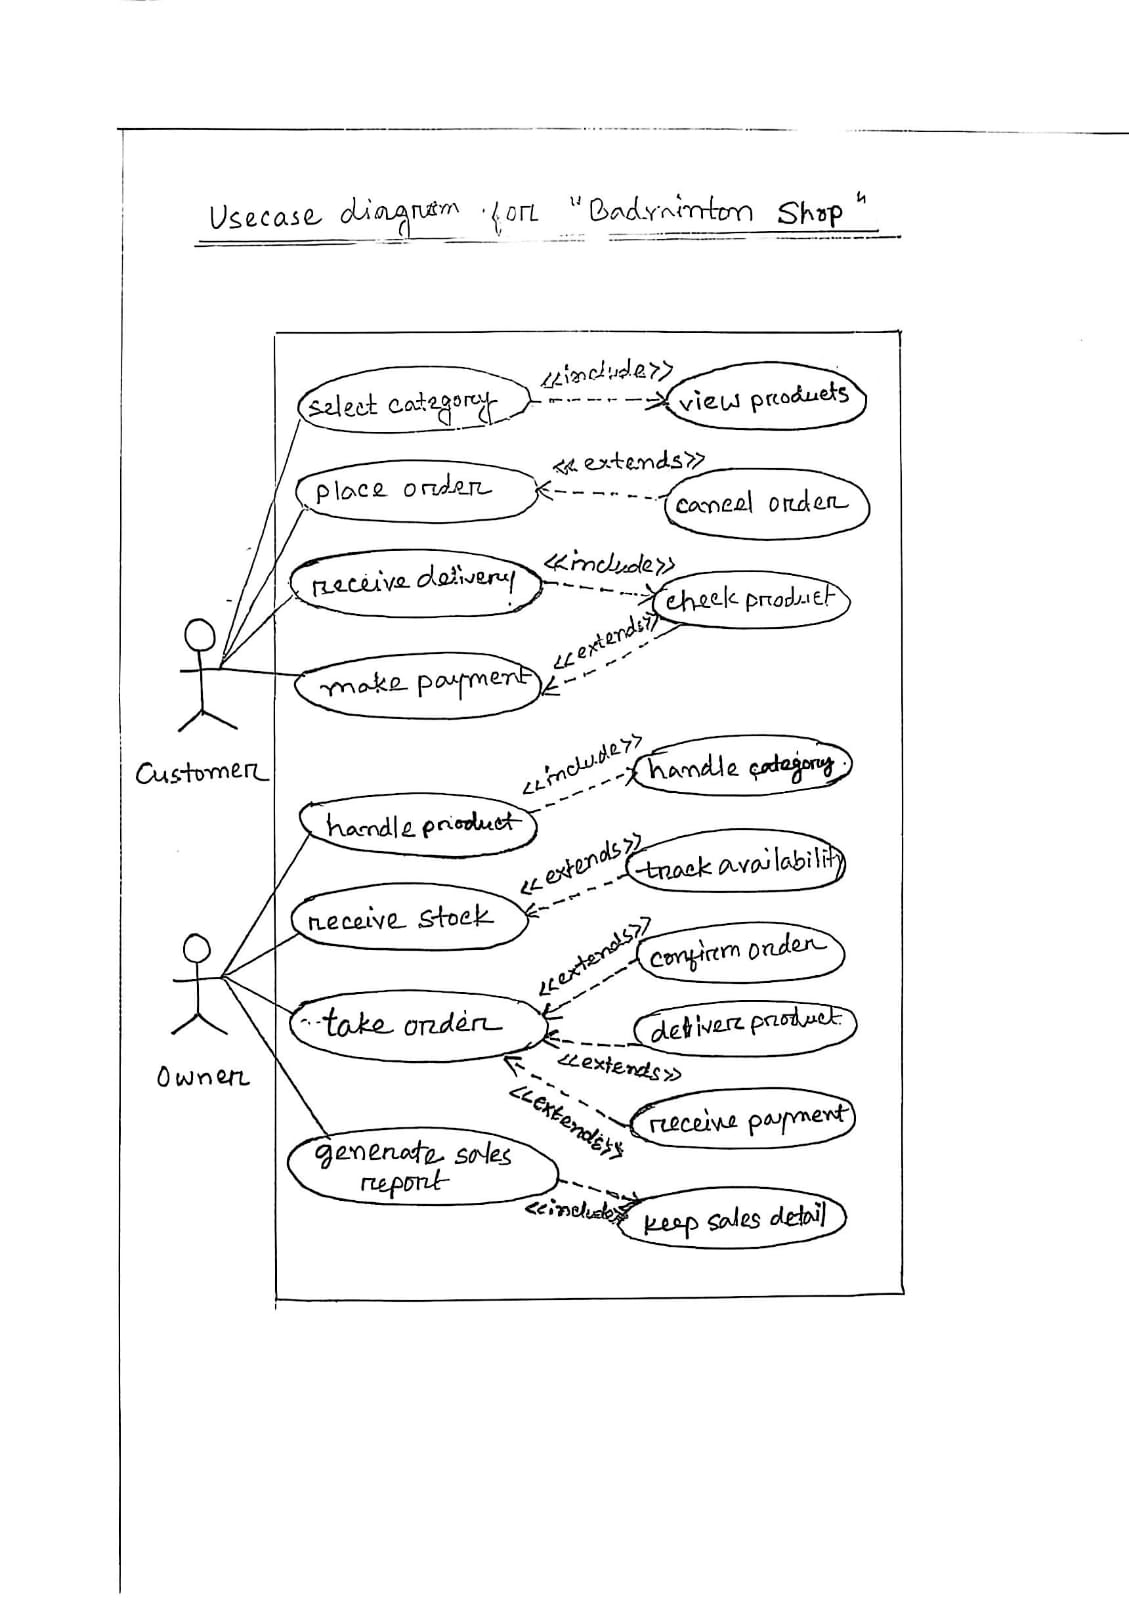 Usecase diagram for "Badminton Shop"
<<include>>
select category
view products
<<extends>>
place order
cancel order
<<include>>
receive delivery
check product
<<extends>>
make payment
Customer
<<include>>
handle category
handle product
<<extends>>
track availability
receive stock
<<extends>>
confirm order
take order
deliver product
<<extends>>
Owner
<<extends>>
receive payment
generate sales
report
<<include>>
keep sales detail